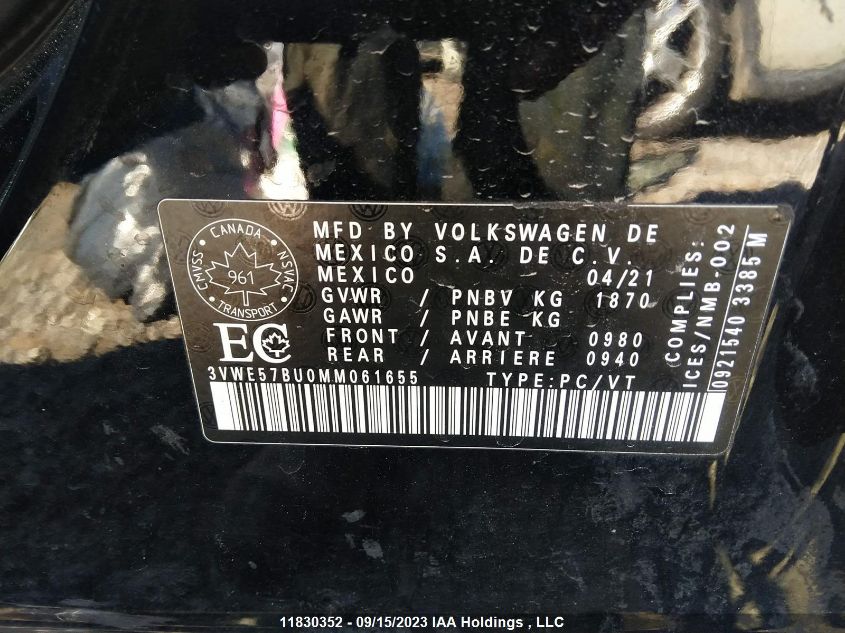 MFD BY VOLKSWAGEN DE
MEXICO S.A. DE C.V.
MEXICO 04/21
GVWR / PNBV KG 1870
GAWR / PNBE KG
FRONT / AVANT 0980
REAR / ARRIERE 0940
CANADA
CMVSS
NSVAC
961
TRANSPORT
EC
3VWE57BU0MM061655 TYPE:PC/VT
COMPLIES:
ICES/NMB-002
0921540 3385 M
11830352 - 09/15/2023 IAA Holdings , LLC